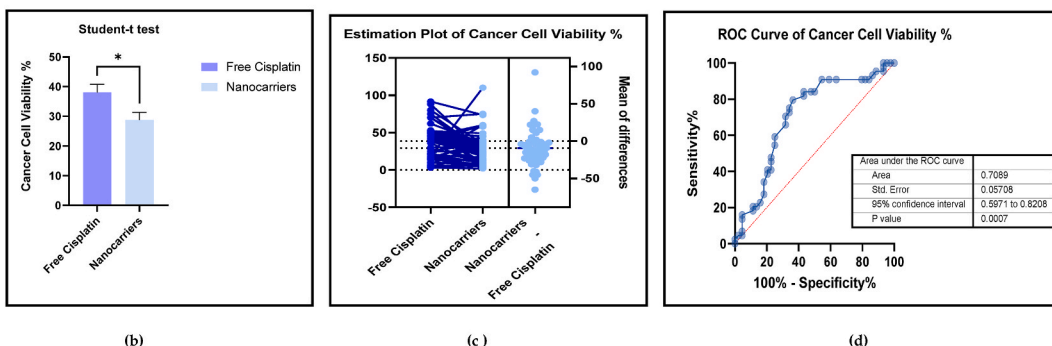 Student-t test
*
Cancer Cell Viability %
50
40
30
20
10
0
Free Cisplatin
Nanocarriers
Free Cisplatin
Nanocarriers
(b)
Estimation Plot of Cancer Cell Viability %
150
100
50
0
-50
100
50
0
-50
Mean of differences
Free Cisplatin
Nanocarriers
Nanocarriers
-
Free Cisplatin
(c )
ROC Curve of Cancer Cell Viability %
Sensitivity%
100
80
60
40
20
0
0 20 40 60 80 100
100% - Specificity%
Area under the ROC curve
Area 0.7089
Std. Error 0.05708
95% confidence interval 0.5971 to 0.8208
P value 0.0007
(d)